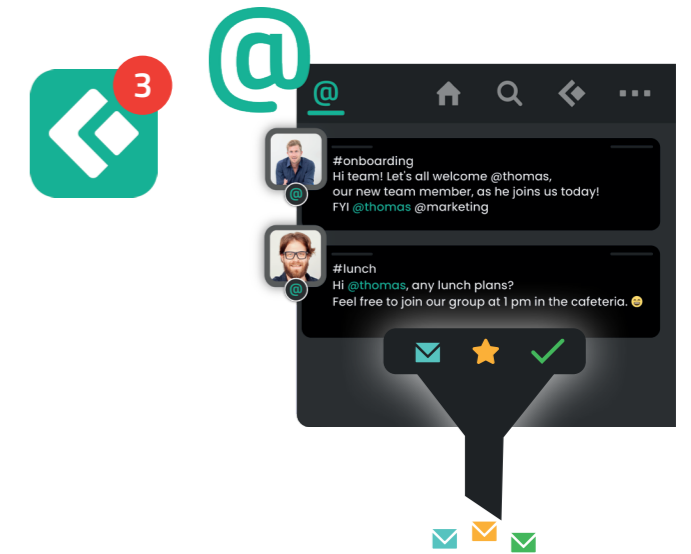 3
@
@
@
#onboarding
Hi team! Let's all welcome @thomas,
our new team member, as he joins us today!
FYI @thomas @marketing
@
#lunch
Hi @thomas, any lunch plans?
Feel free to join our group at 1 pm in the cafeteria. 😄